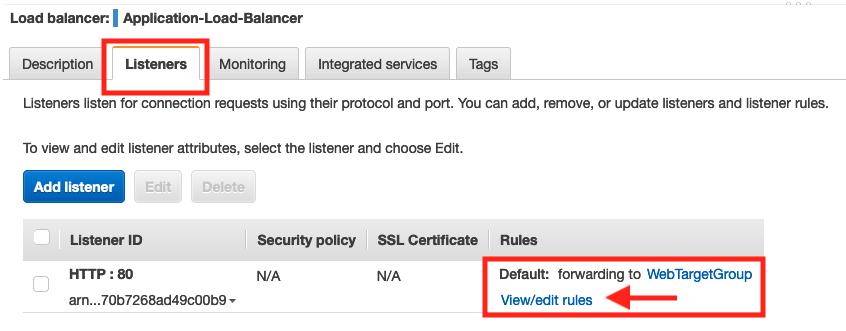 Load balancer: Application-Load-Balancer
Description Listeners Monitoring Integrated services Tags
Listeners listen for connection requests using their protocol and port. You can add, remove, or update listeners and listener rules.
To view and edit listener attributes, select the listener and choose Edit.
Add listener Edit Delete
Listener ID Security policy SSL Certificate Rules
HTTP : 80 N/A N/A Default: forwarding to WebTargetGroup
arn...70b7268ad49c00b9 View/edit rules